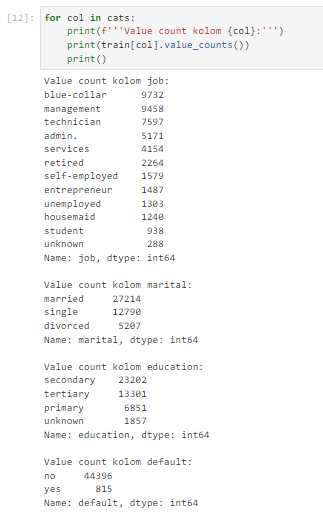 [12]: for col in cats:
print(f'''Value count kolom {col}:''')
print(train[col].value_counts())
print()
Value count kolom job:
blue-collar 9732
management 9458
technician 7597
admin. 5171
services 4154
retired 2264
self-employed 1579
entrepreneur 1487
unemployed 1303
housemaid 1240
student 938
unknown 288
Name: job, dtype: int64
Value count kolom marital:
married 27214
single 12790
divorced 5207
Name: marital, dtype: int64
Value count kolom education:
secondary 23202
tertiary 13301
primary 6851
unknown 1857
Name: education, dtype: int64
Value count kolom default:
no 44396
yes 815
Name: default, dtype: int64